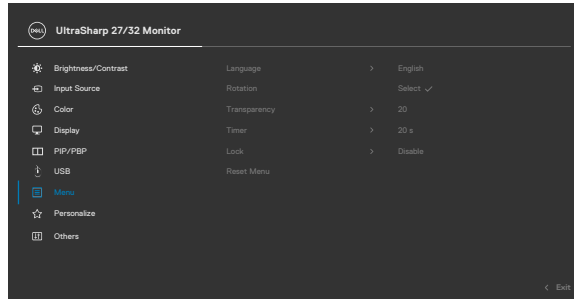 DELL UltraSharp 27/32 Monitor
Brightness/Contrast Language > English
Input Source Rotation Select ✓
Color Transparency > 20
Display Timer > 20 s
PIP/PBP Lock > Disable
USB Reset Menu
Menu
Personalize
Others
< Exit